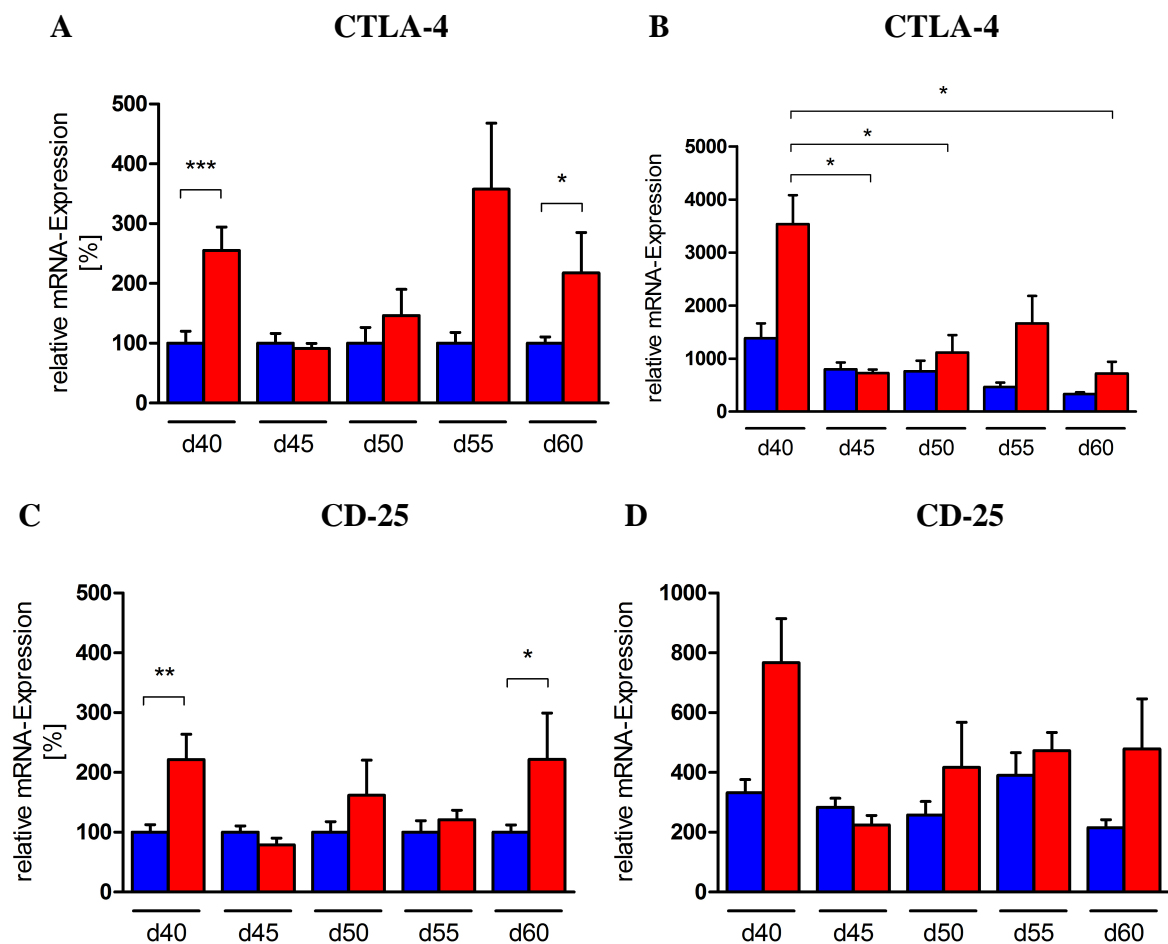 A CTLA-4
500
400
300
200
100
0
relative mRNA-Expression
[%]
***
*
d40 d45 d50 d55 d60
B CTLA-4
*
*
*
5000
4000
3000
2000
1000
0
relative mRNA-Expression
d40 d45 d50 d55 d60
C CD-25
500
400
300
200
100
0
relative mRNA-Expression
[%]
**
*
d40 d45 d50 d55 d60
D CD-25
1000
800
600
400
200
0
relative mRNA-Expression
d40 d45 d50 d55 d60